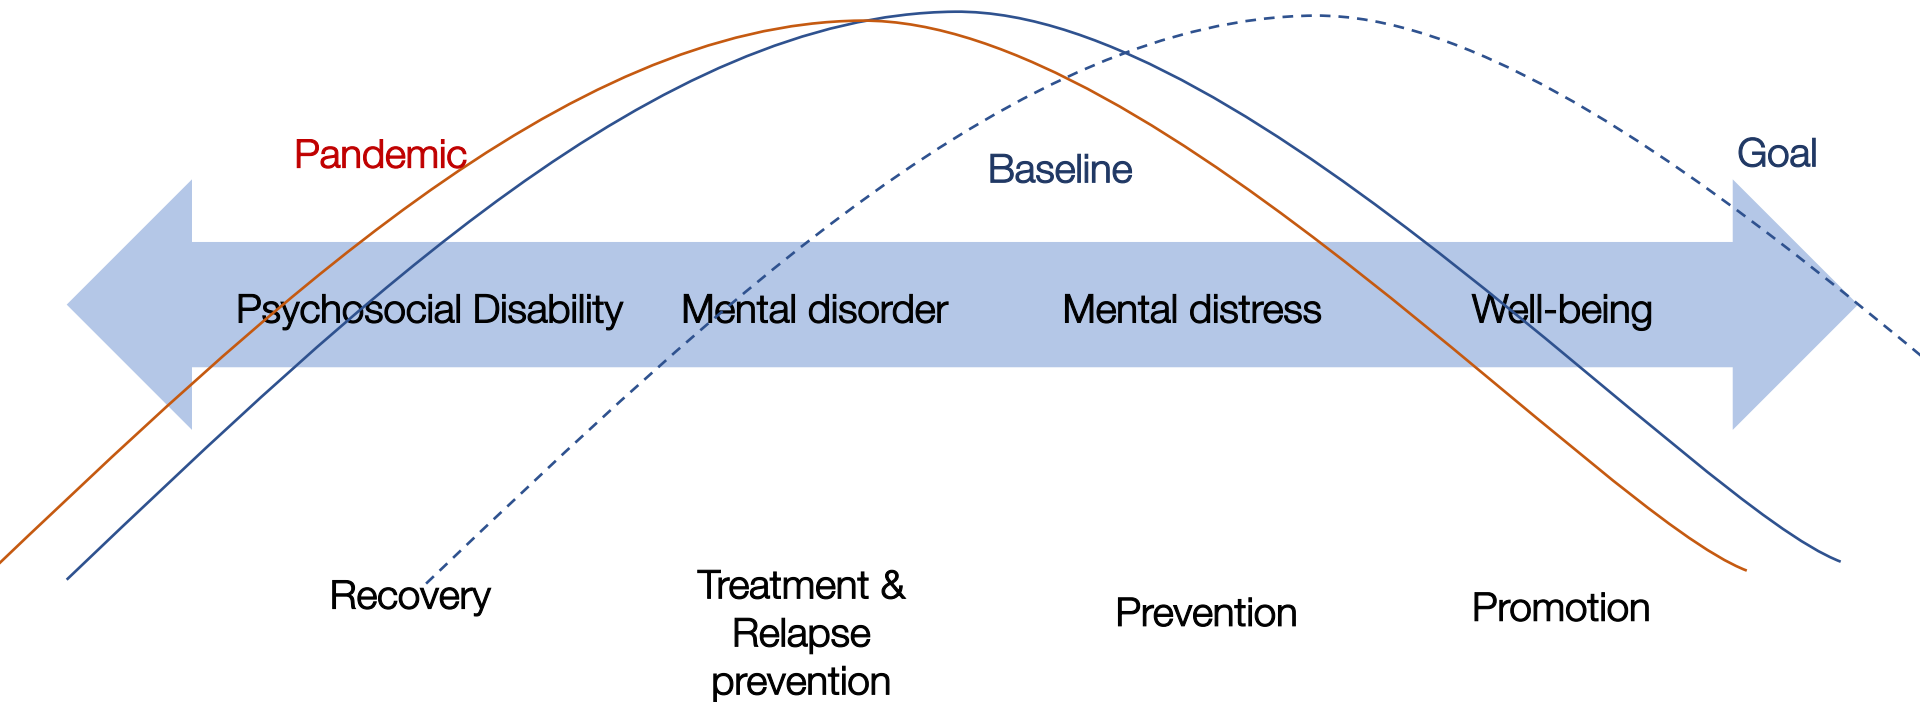 Pandemic
Baseline
Goal
Psychosocial Disability
Mental disorder
Mental distress
Well-being
Recovery
Treatment &
Relapse
prevention
Prevention
Promotion